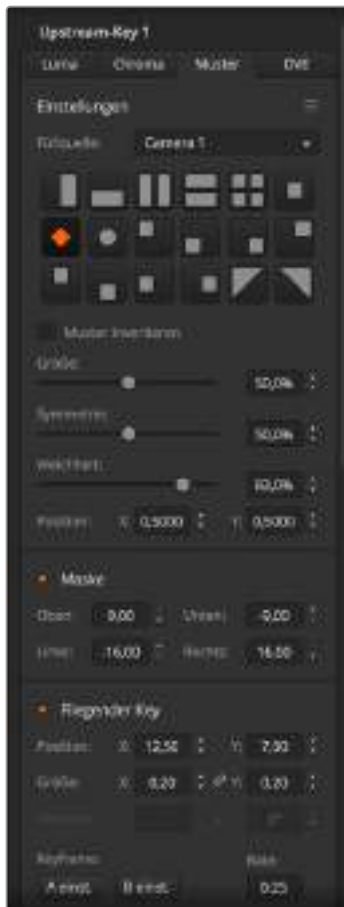 Upstream-Key 1
Luma Chroma Muster DVE
Einstellungen
Füllquelle: Camera 1
Muster invertieren
Größe:
50,0%
Symmetrie:
50,0%
Weichheit:
80,0%
Position: X: 0,5000 Y: 0,5000
Maske
Oben: 9,00 Unten: -9,00
Links: -16,00 Rechts: 16,00
Fliegender Key
Position: X: 12,50 Y: 7,00
Größe: X: 0,20 Y: 0,20
Keyframe: Rate:
A einst. B einst. 0:25